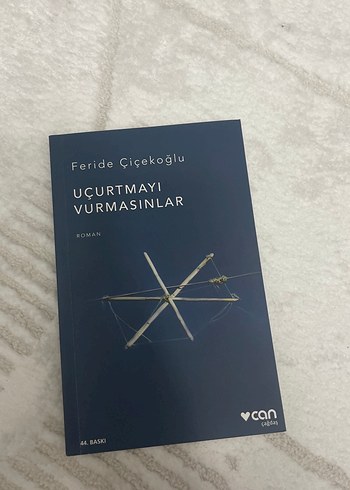 Feride Çiçekoğlu
UÇURTMAYI
VURMASINLAR
ROMAN
can
çağdaş
44. BASKI